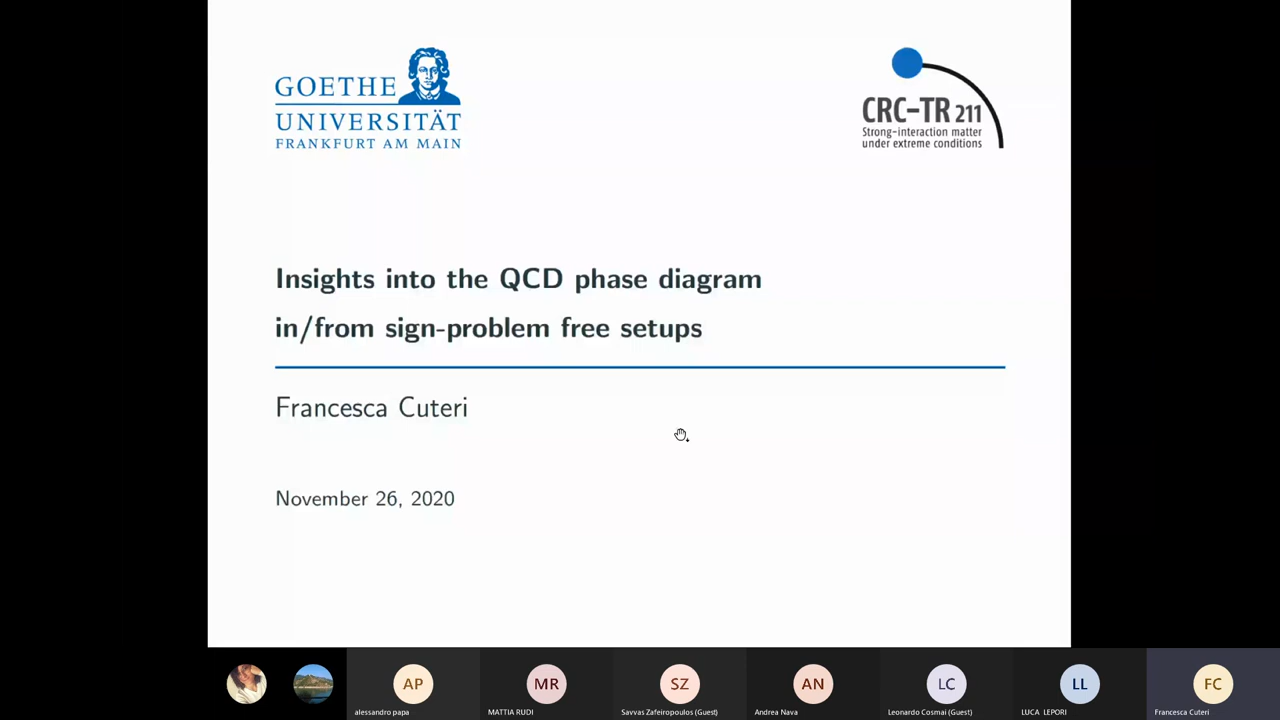 GOETHE
UNIVERSITÄT
FRANKFURT AM MAIN
CRC-TR 211
Strong-interaction matter
under extreme conditions
Insights into the QCD phase diagram
in/from sign-problem free setups
Francesca Cuteri
November 26, 2020
AP
MR
SZ
AN
LC
LL
FC
alessandro papa
MATTIA RUDI
Savvas Zafeiropoulos (Guest)
Andrea Nava
Leonardo Cosmai (Guest)
LUCA LEPORI
Francesca Cuteri